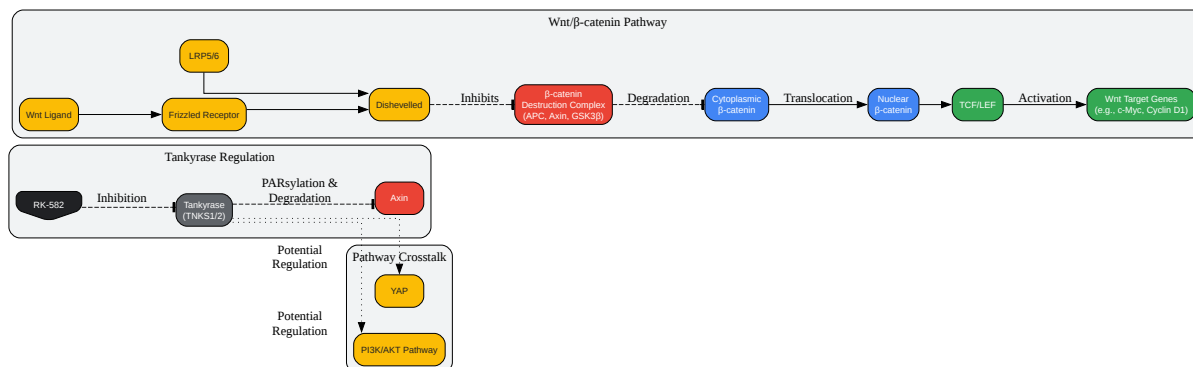 Wnt/β-catenin Pathway
LRP5/6
Wnt Ligand
Frizzled Receptor
Dishevelled
Inhibits
β-catenin
Destruction Complex
(APC, Axin, GSK3β)
Degradation
Cytoplasmic
β-catenin
Translocation
Nuclear
β-catenin
TCF/LEF
Activation
Wnt Target Genes
(e.g., c-Myc, Cyclin D1)
Tankyrase Regulation
RK-582
Inhibition
Tankyrase
(TNKS1/2)
PARsylation &
Degradation
Axin
Potential
Regulation
Pathway Crosstalk
YAP
Potential
Regulation
PI3K/AKT Pathway